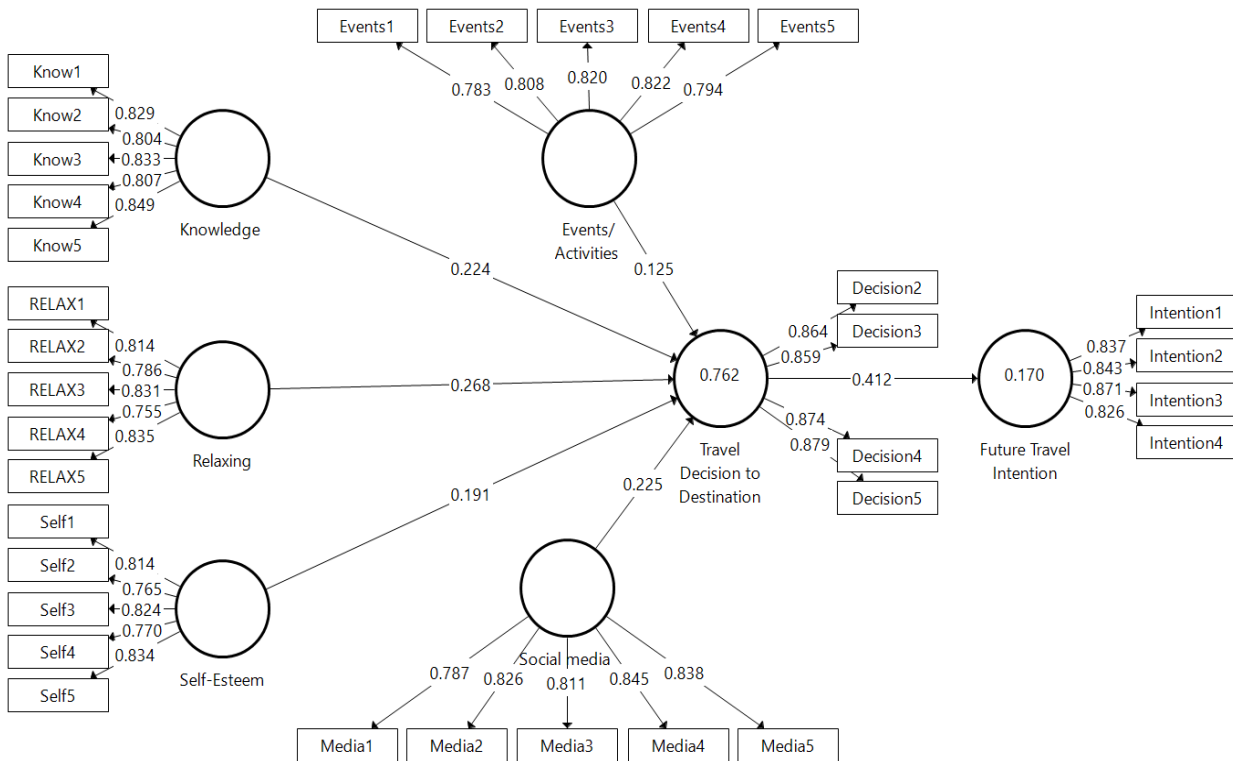 Events1
Events2
Events3
Events4
Events5
0.783
0.808
0.820
0.822
0.794
Events/
Activities
Know1
Know2
Know3
Know4
Know5
0.829
0.804
0.833
0.807
0.849
Knowledge
0.224
0.125
RELAX1
RELAX2
RELAX3
RELAX4
RELAX5
0.814
0.786
0.831
0.755
0.835
Relaxing
0.268
Decision2
Decision3
0.864
0.859
0.762
0.412
0.874
0.879
Decision4
Decision5
Travel
Decision to
Destination
0.170
Future Travel
Intention
0.837
0.843
0.871
0.826
Intention1
Intention2
Intention3
Intention4
Self1
Self2
Self3
Self4
Self5
0.814
0.765
0.824
0.770
0.834
Self-Esteem
0.191
0.225
Social media
0.787
0.826
0.811
0.845
0.838
Media1
Media2
Media3
Media4
Media5